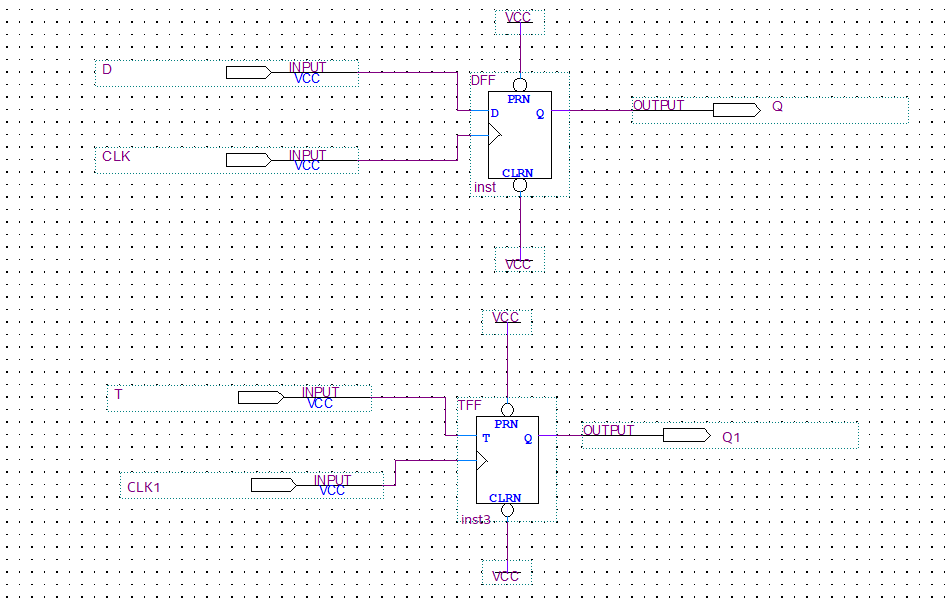 VCC
D
INPUT
VCC
DFF
PRN
D
Q
OUTPUT
Q
CLK
INPUT
VCC
CLRN
inst
VCC
VCC
T
INPUT
VCC
TFF
PRN
T
Q
OUTPUT
Q1
CLK1
INPUT
VCC
CLRN
inst3
VCC